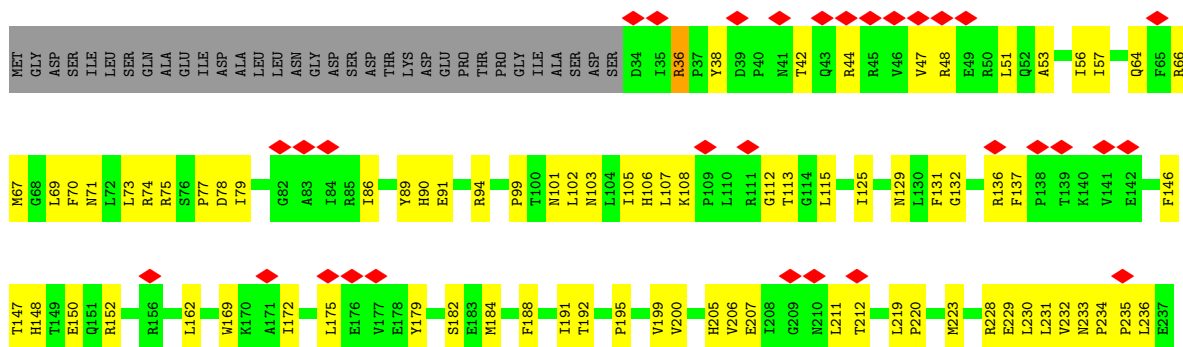 MET GLY ASP SER ILE LEU SER GLN ALA GLU ILE ASP ALA LEU LEU ASN GLY ASP SER ASP THR LYS ASP GLU PRO THR PRO GLY ILE ALA SER ASP SER D34 I35 R36 P37 Y38 D39 P40 N41 T42 Q43 R44 R45 V46 V47 R48 E49 R50 L51 Q52 A53 I56 I57 Q64 F65 R66
M67 G68 L69 F70 N71 L72 L73 R74 R75 S76 P77 D78 I79 G82 A83 I84 R85 I86 Y89 H90 E91 R94 P99 T100 N101 L102 N103 L104 I105 H106 L107 K108 P109 L110 R111 G112 T113 G114 L115 I125 N129 L130 F131 G132 R136 F137 P138 T139 K140 V141 E142 F146
T147 H148 T149 E150 Q151 R152 R156 L162 W169 K170 A171 I172 L175 E176 V177 E178 Y179 S182 E183 M184 F188 I191 T192 P195 V199 V200 H205 V206 E207 I208 G209 N210 L211 T212 L219 P220 M223 R228 E229 L230 L231 V232 N233 P234 P235 L236 E237